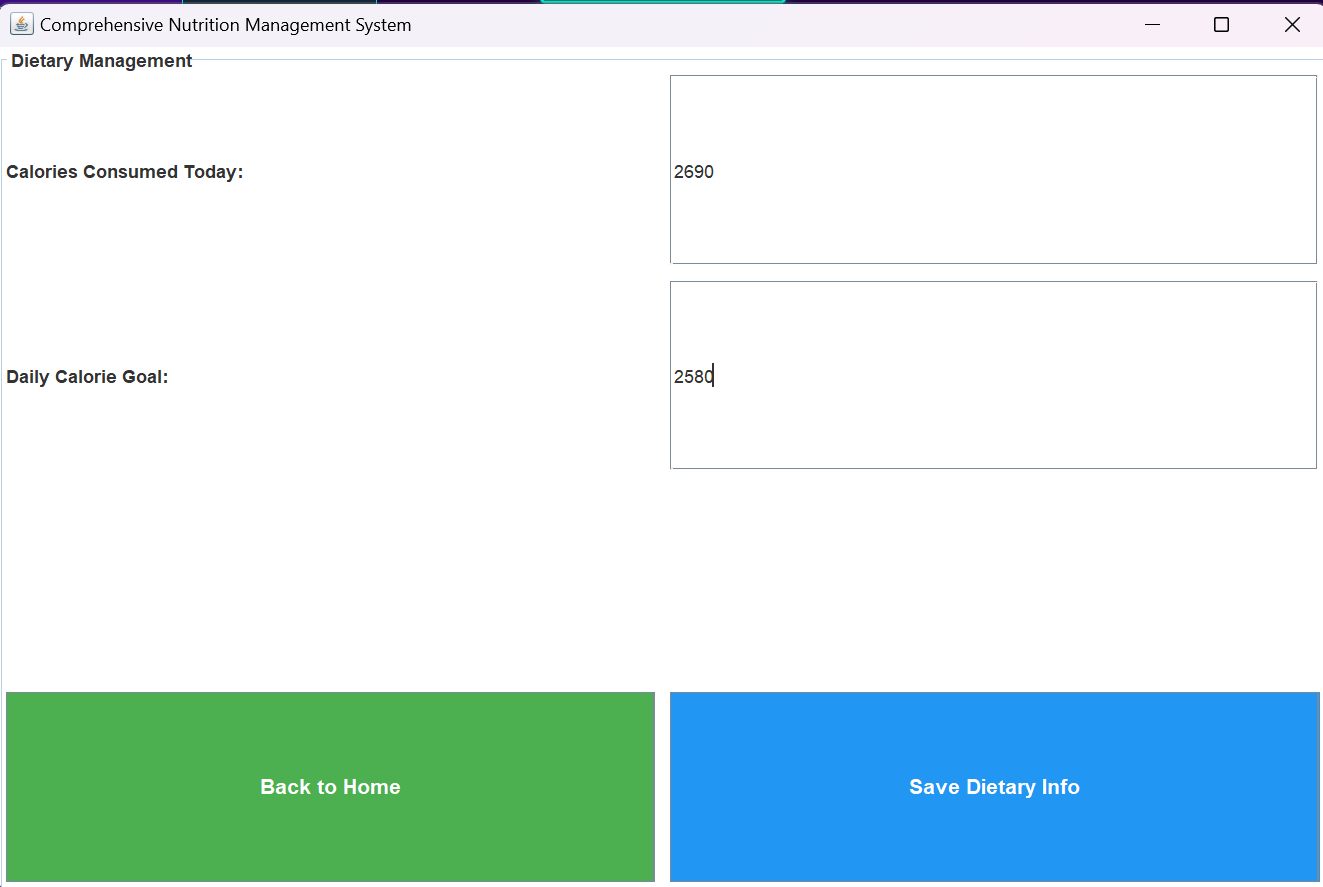 Comprehensive Nutrition Management System
Dietary Management
Calories Consumed Today:
2690
Daily Calorie Goal:
2580
Back to Home
Save Dietary Info